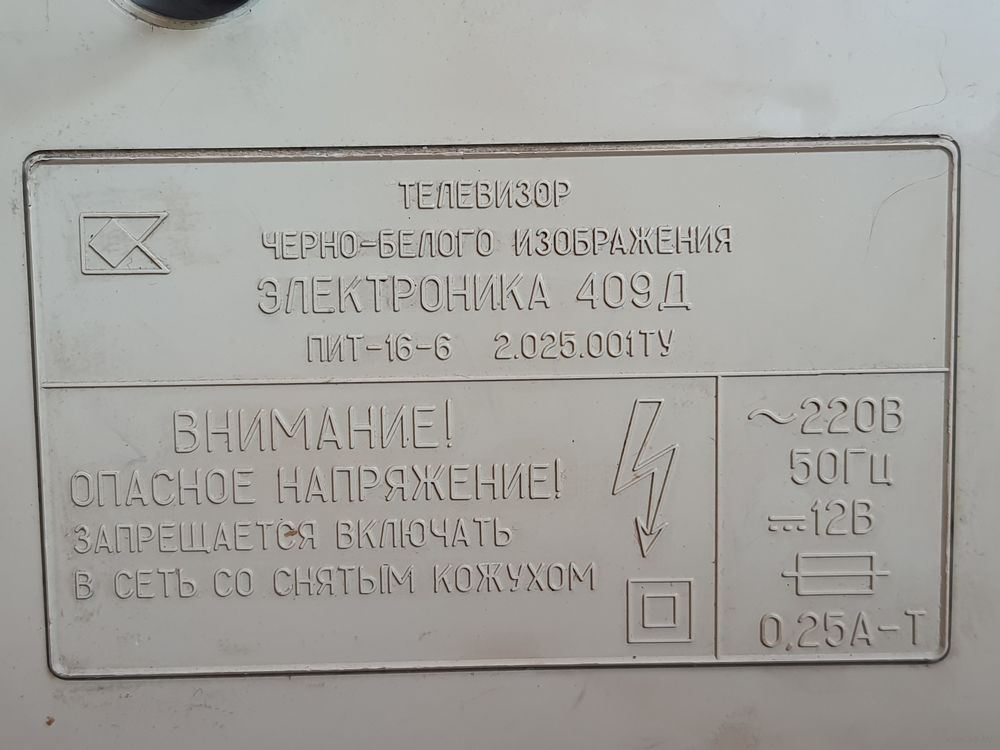 ТЕЛЕВИЗОР
ЧЕРНО-БЕЛОГО ИЗОБРАЖЕНИЯ
ЭЛЕКТРОНИКА 409Д
ПИТ-16-6 2.025.001ТУ
ВНИМАНИЕ!
ОПАСНОЕ НАПРЯЖЕНИЕ!
ЗАПРЕЩАЕТСЯ ВКЛЮЧАТЬ
В СЕТЬ СО СНЯТЫМ КОЖУХОМ
~220В
50Гц
⎓12В
0,25А-Т